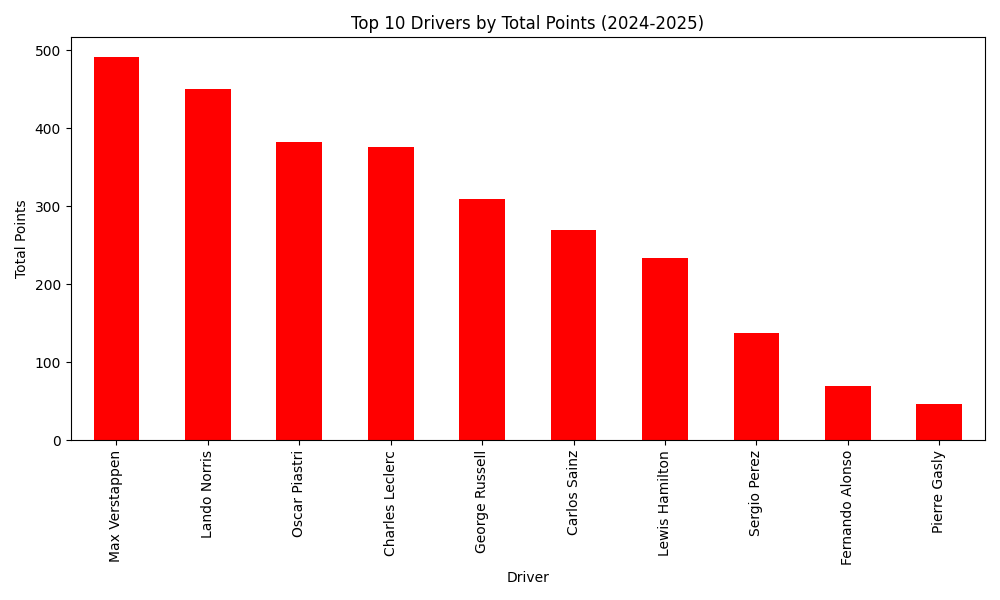 Top 10 Drivers by Total Points (2024-2025)
Total Points
500
400
300
200
100
0
Max Verstappen
Lando Norris
Oscar Piastri
Charles Leclerc
George Russell
Carlos Sainz
Lewis Hamilton
Sergio Perez
Fernando Alonso
Pierre Gasly
Driver